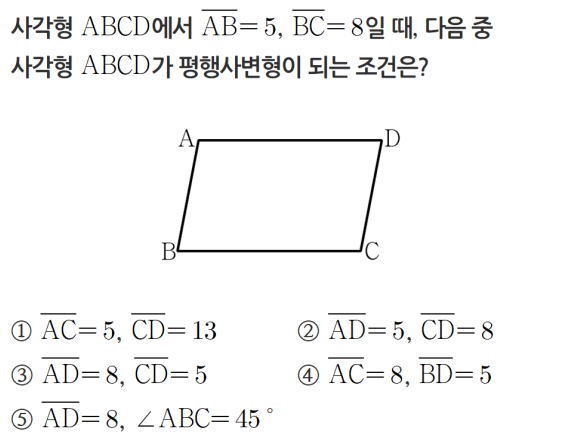 사각형 ABCD에서 AB=5, BC=8일 때, 다음 중
사각형 ABCD가 평행사변형이 되는 조건은?
A D
B C
① AC=5, CD=13 ② AD=5, CD=8
③ AD=8, CD=5 ④ AC=8, BD=5
⑤ AD=8, ∠ABC=45°